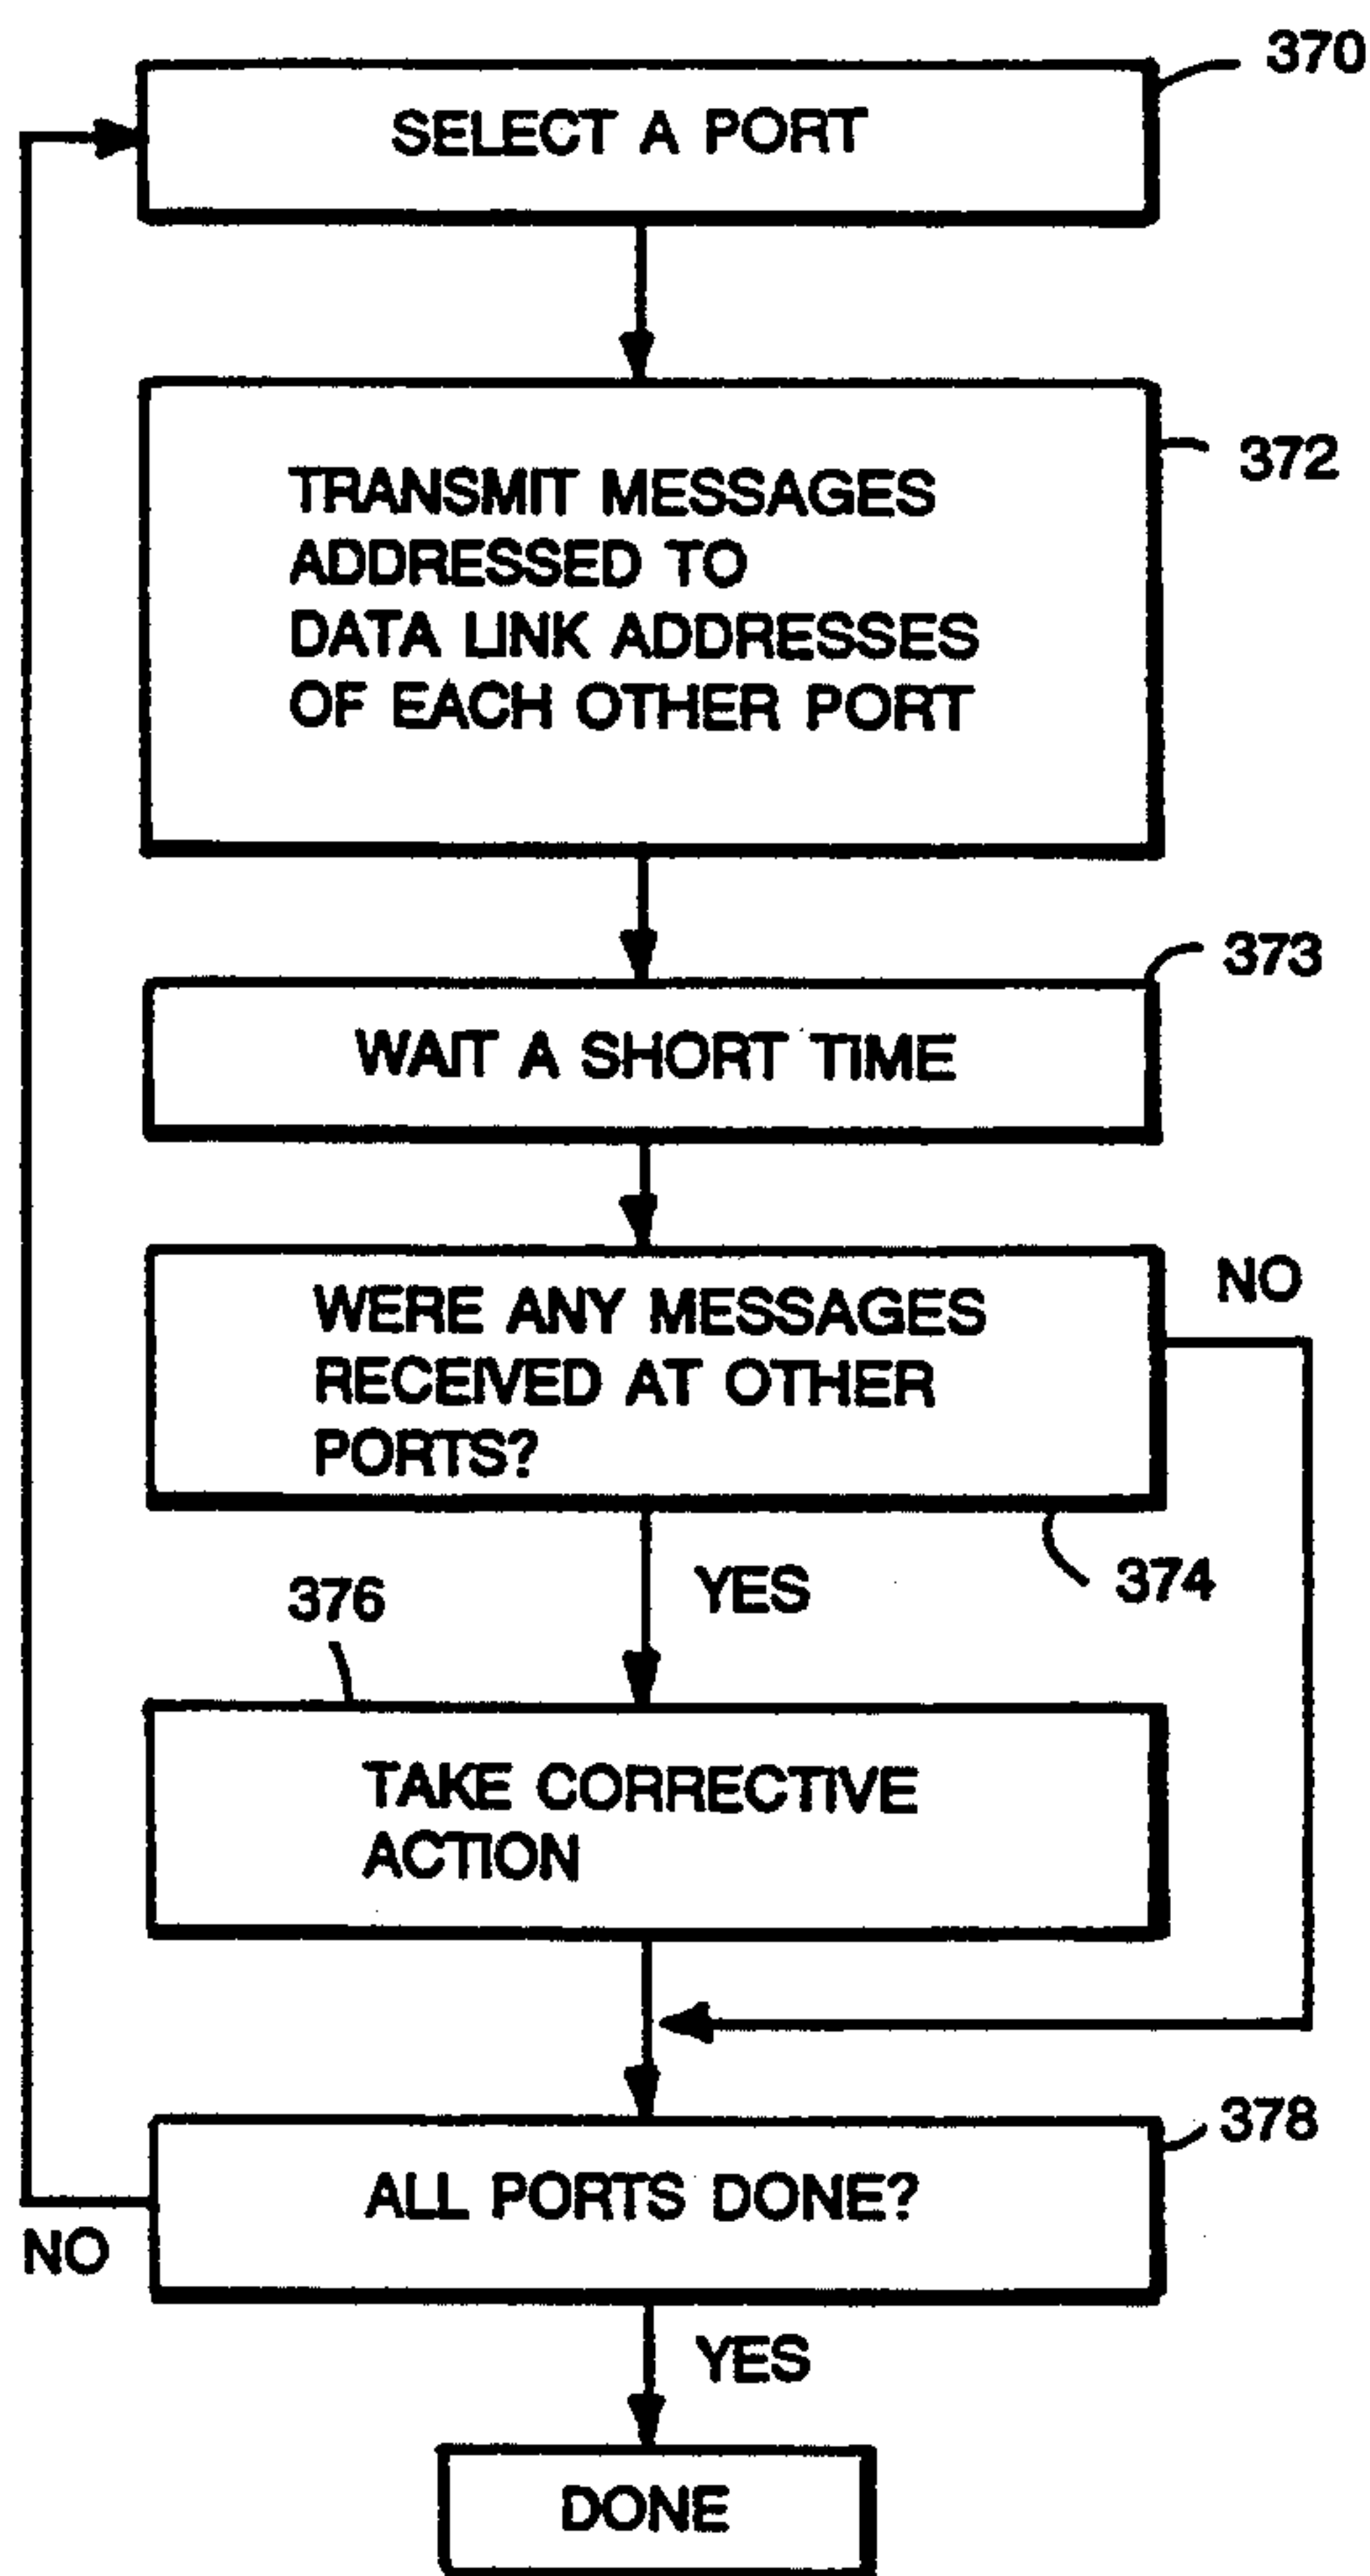 370
SELECT A PORT
372
TRANSMIT MESSAGES
ADDRESSED TO
DATA LINK ADDRESSES
OF EACH OTHER PORT
373
WAIT A SHORT TIME
NO
WERE ANY MESSAGES
RECEIVED AT OTHER
PORTS?
374
YES
376
TAKE CORRECTIVE
ACTION
378
ALL PORTS DONE?
NO
YES
DONE